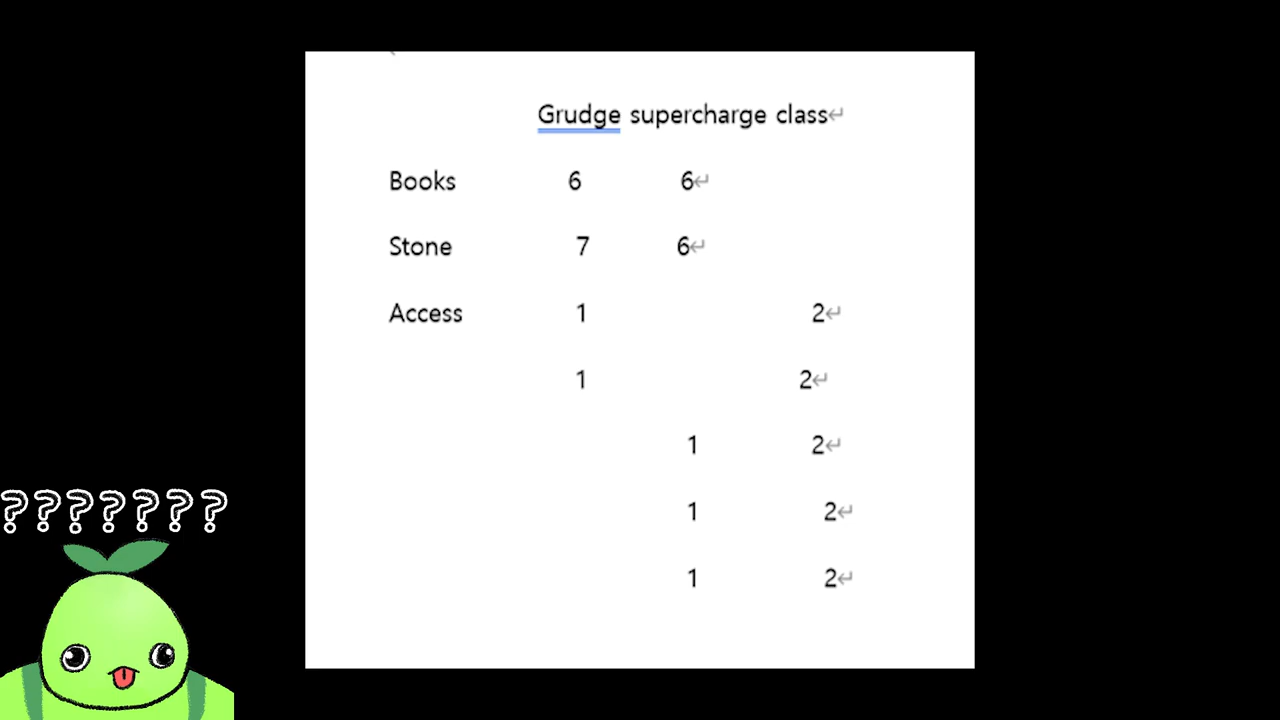 Grudge supercharge class
Books 6 6
Stone 7 6
Access 1 2
1 2
1 2
1 2
1 2
???????